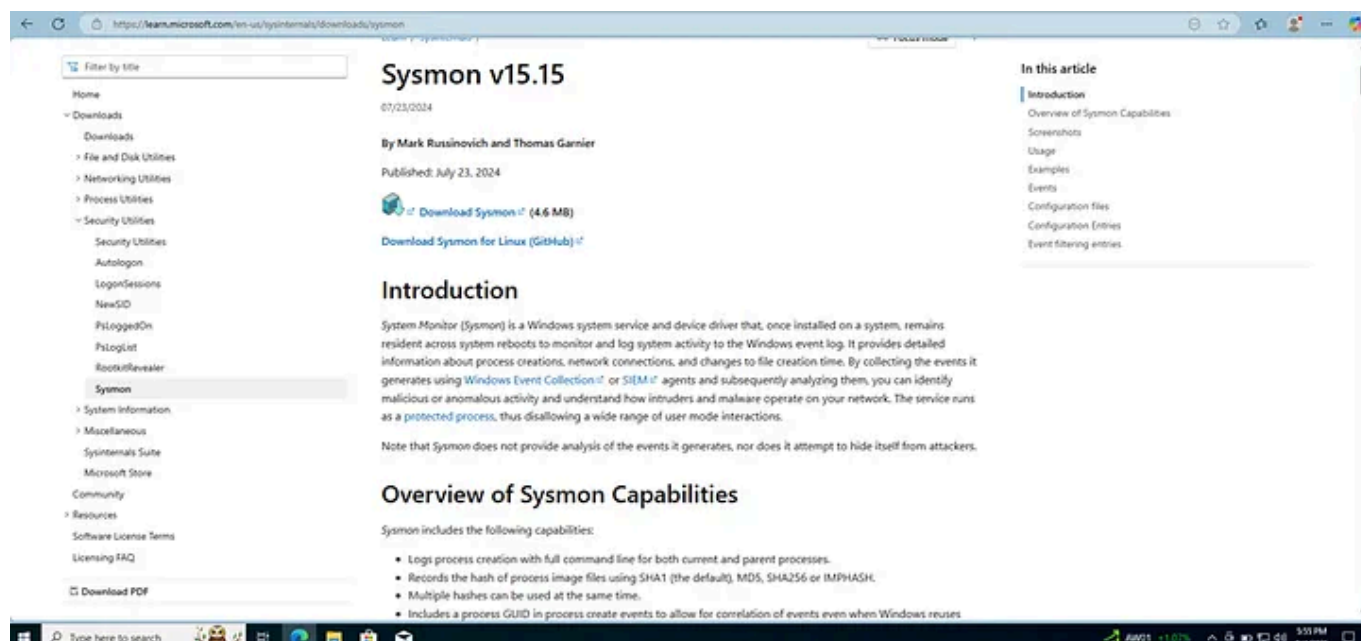 https://learn.microsoft.com/en-us/sysinternals/downloads/sysmon
Focus mode
Filter by title
Home
Downloads
Downloads
File and Disk Utilities
Networking Utilities
Process Utilities
Security Utilities
Security Utilities
Autologon
LogonSessions
NewSID
PsLoggedOn
PsLogList
RootkitRevealer
Sysmon
System Information
Miscellaneous
Sysinternals Suite
Microsoft Store
Community
Resources
Software License Terms
Licensing FAQ
Download PDF
Sysmon v15.15
07/23/2024
By Mark Russinovich and Thomas Garnier
Published: July 23, 2024
Download Sysmon (4.6 MB)
Download Sysmon for Linux (GitHub)
Introduction
System Monitor (Sysmon) is a Windows system service and device driver that, once installed on a system, remains
resident across system reboots to monitor and log system activity to the Windows event log. It provides detailed
information about process creations, network connections, and changes to file creation time. By collecting the events it
generates using Windows Event Collection or SIEM agents and subsequently analyzing them, you can identify
malicious or anomalous activity and understand how intruders and malware operate on your network. The service runs
as a protected process, thus disallowing a wide range of user mode interactions.
Note that Sysmon does not provide analysis of the events it generates, nor does it attempt to hide itself from attackers.
Overview of Sysmon Capabilities
Sysmon includes the following capabilities:
• Logs process creation with full command line for both current and parent processes.
• Records the hash of process image files using SHA1 (the default), MD5, SHA256 or IMPHASH.
• Multiple hashes can be used at the same time.
• Includes a process GUID in process create events to allow for correlation of events even when Windows reuses
In this article
Introduction
Overview of Sysmon Capabilities
Screenshots
Usage
Examples
Events
Configuration files
Configuration Entries
Event filtering entries
Type here to search
AW01 +1.02%
5:55 PM